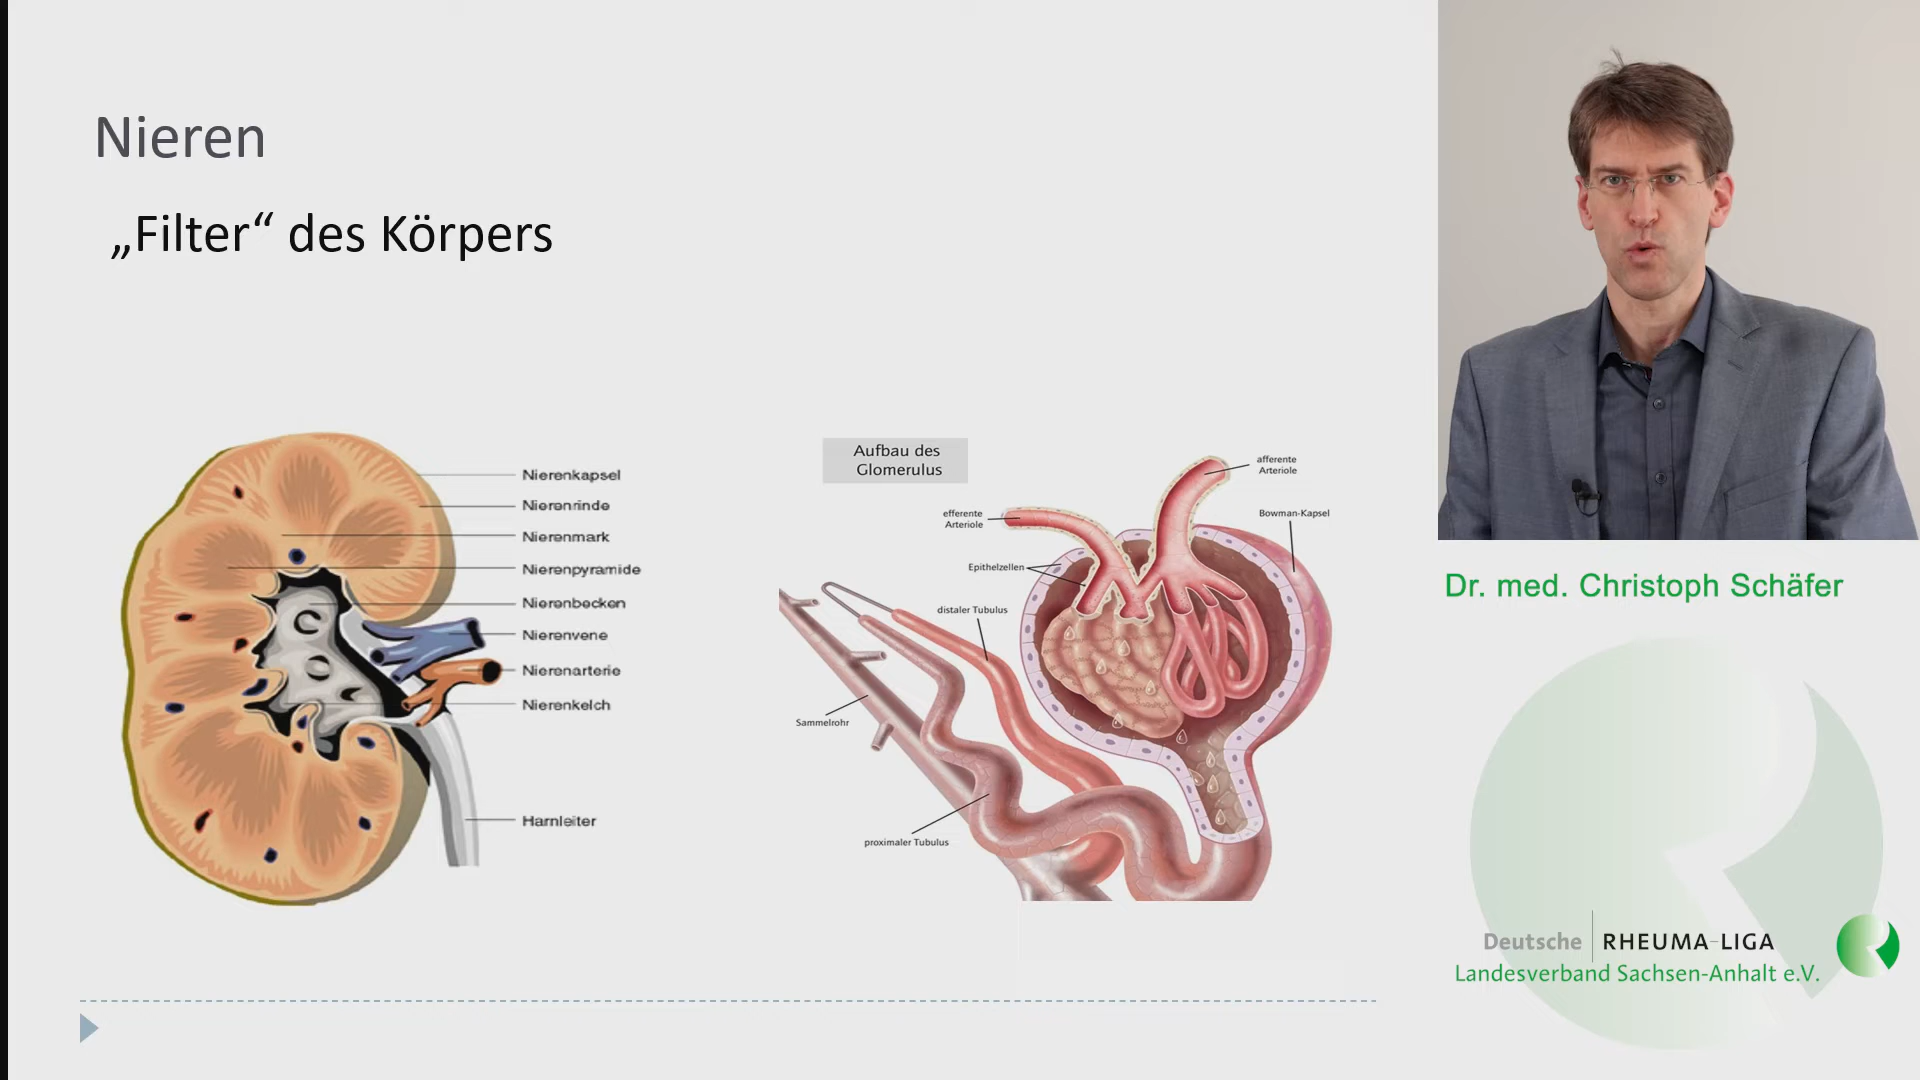 Nieren
„Filter“ des Körpers
Nierenkapsel
Nierenrinde
Nierenmark
Nierenpyramide
Nierenbecken
Nierenvene
Nierenarterie
Nierenkelch
Harnleiter
Aufbau des
Glomerulus
afferente
Arteriole
efferente
Arteriole
Bowman-Kapsel
Epithelzellen
distaler Tubulus
Sammelrohr
proximaler Tubulus
Dr. med. Christoph Schäfer
Deutsche RHEUMA-LIGA
Landesverband Sachsen-Anhalt e.V.